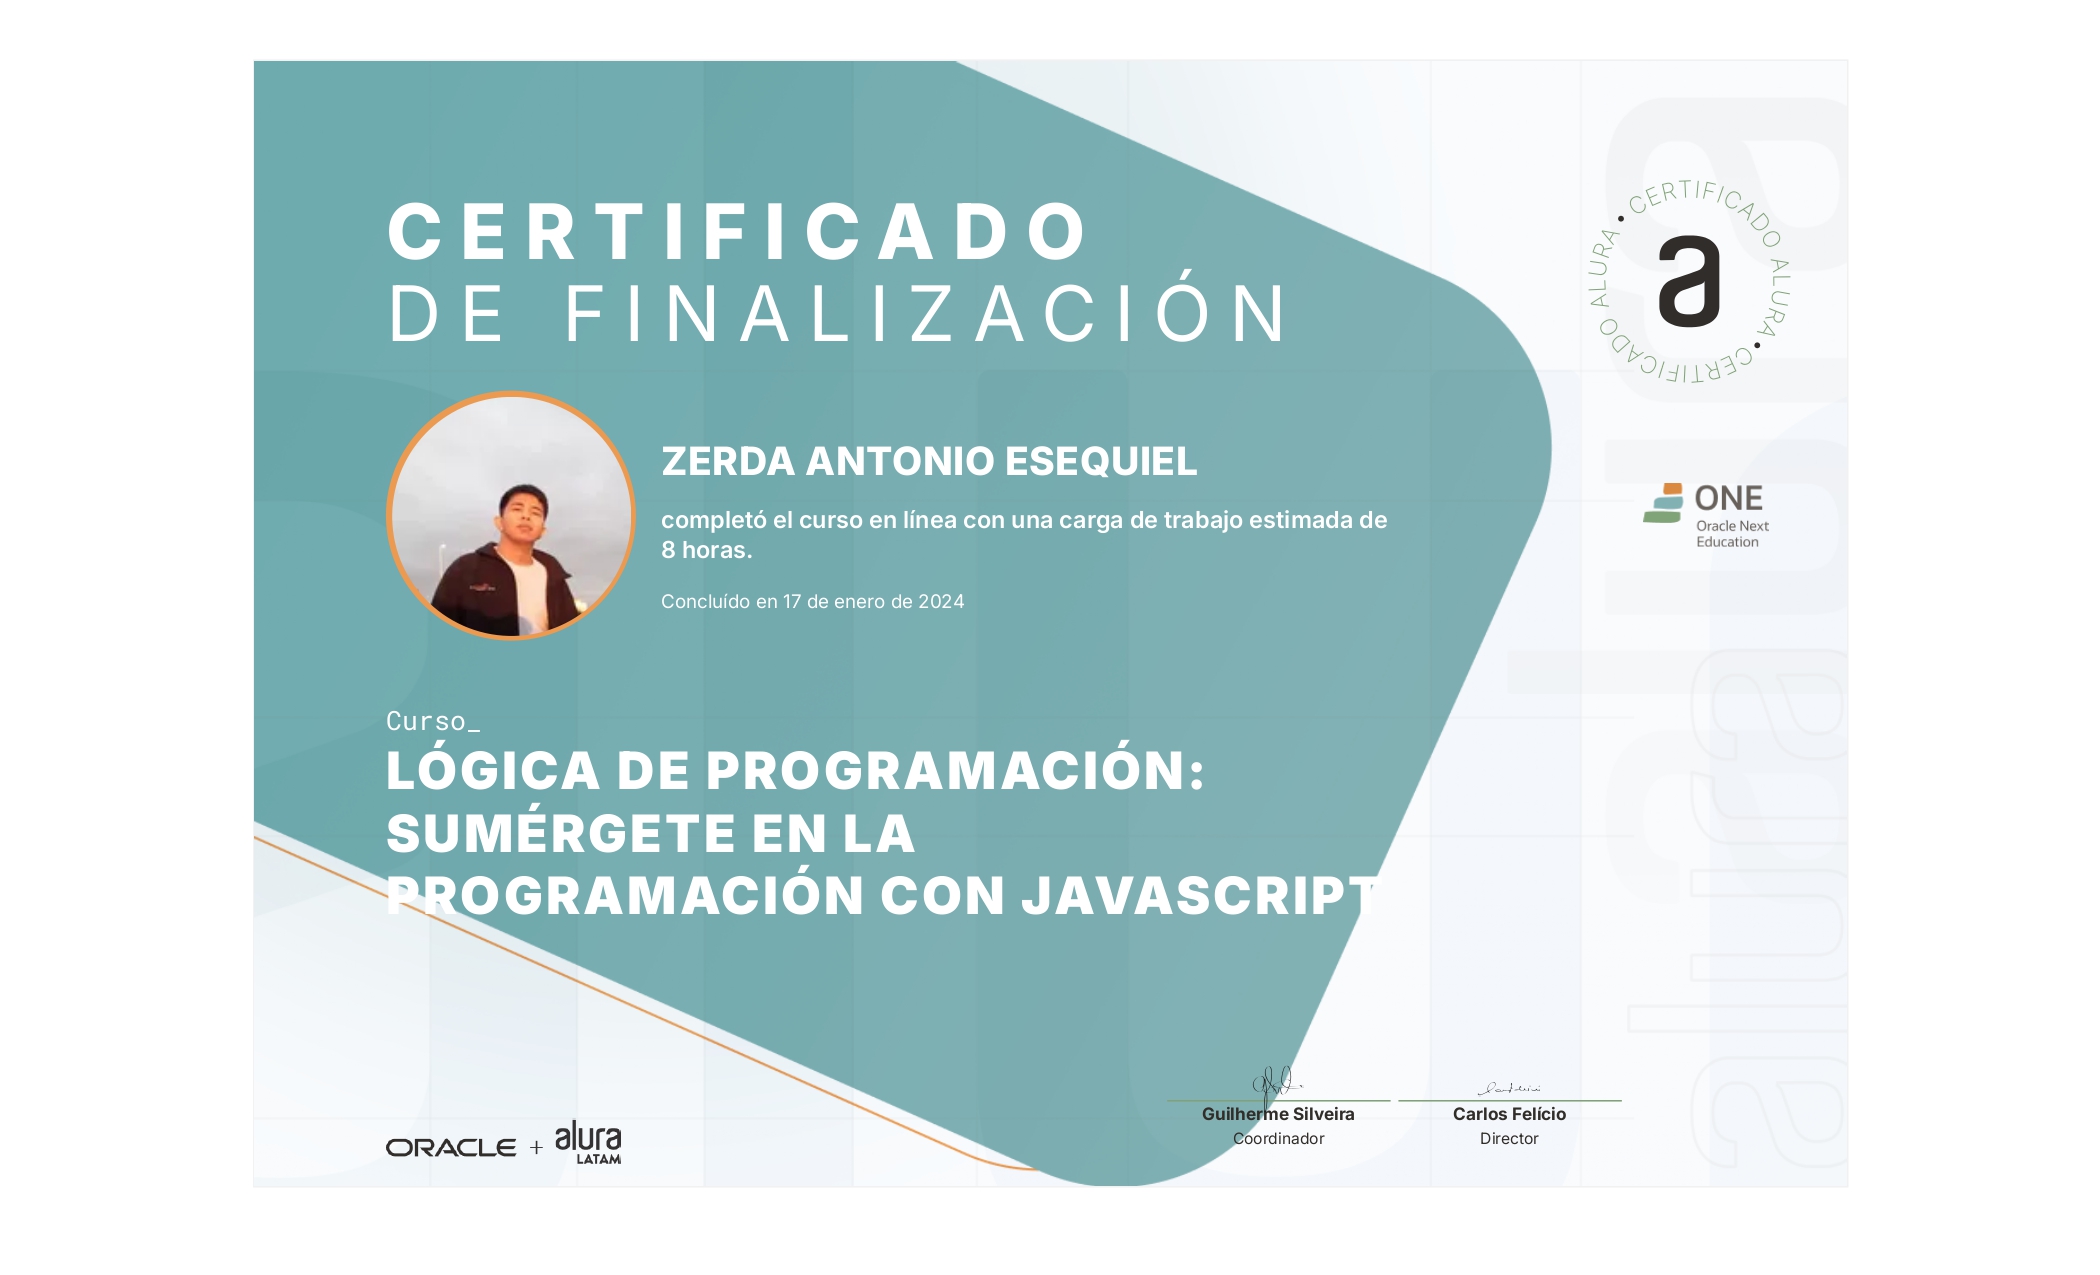 CERTIFICADO
DE FINALIZACIÓN
CERTIFICADO ALURA • CERTIFICADO ALURA •
a
ZERDA ANTONIO ESEQUIEL
completó el curso en línea con una carga de trabajo estimada de
8 horas.
Concluído en 17 de enero de 2024
ONE
Oracle Next
Education
Curso_
LÓGICA DE PROGRAMACIÓN:
SUMÉRGETE EN LA
PROGRAMACIÓN CON JAVASCRIPT
alura
alura
Guilherme Silveira
Coordinador
Carlos Felício
Director
ORACLE + alura
LATAM